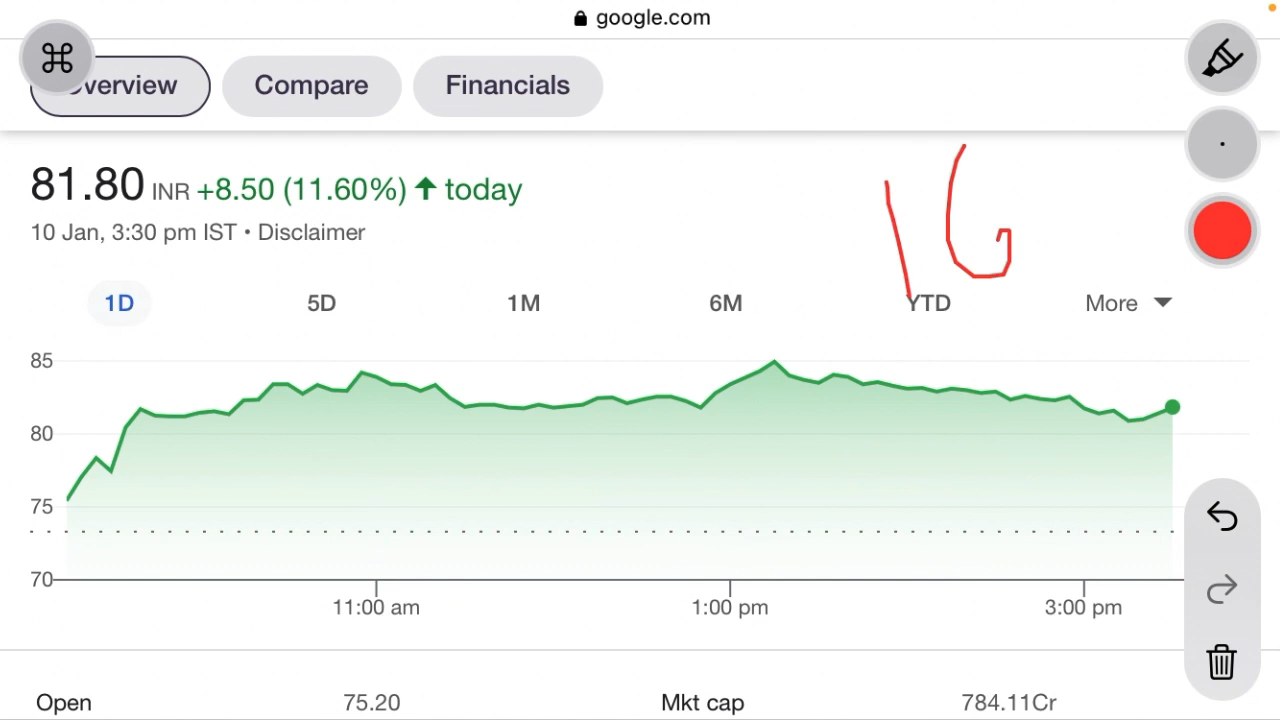 google.com
Overview Compare Financials
81.80 INR +8.50 (11.60%) today
10 Jan, 3:30 pm IST • Disclaimer
16
1D 5D 1M 6M YTD More
85
80
75
70
11:00 am 1:00 pm 3:00 pm
Open 75.20 Mkt cap 784.11Cr